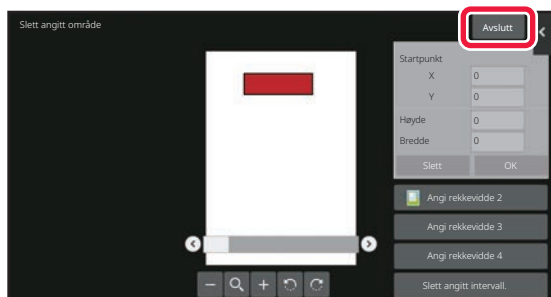 Slett angitt område
Avslutt
Startpunkt
X 0
Y 0
Høyde 0
Bredde 0
Slett OK
Angi rekkevidde 2
Angi rekkevidde 3
Angi rekkevidde 4
Slett angitt intervall.